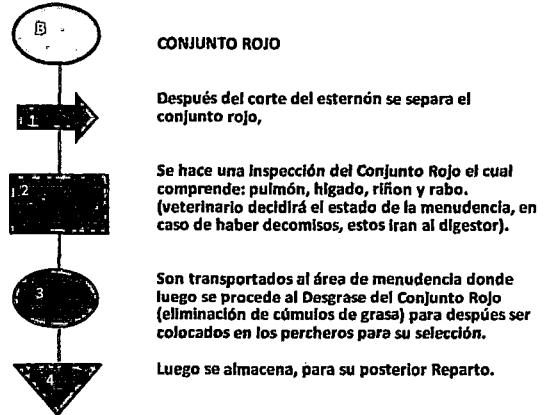 B
CONJUNTO ROJO
1
Después del corte del esternón se separa el
conjunto rojo,
2
Se hace una Inspección del Conjunto Rojo el cual
comprende: pulmón, hígado, riñon y rabo.
(veterinario decidirá el estado de la menudencia, en
caso de haber decomisos, estos iran al digestor).
3
Son transportados al área de menudencia donde
luego se procede al Desgrase del Conjunto Rojo
(eliminación de cúmulos de grasa) para despúes ser
colocados en los percheros para su selección.
4
Luego se almacena, para su posterior Reparto.